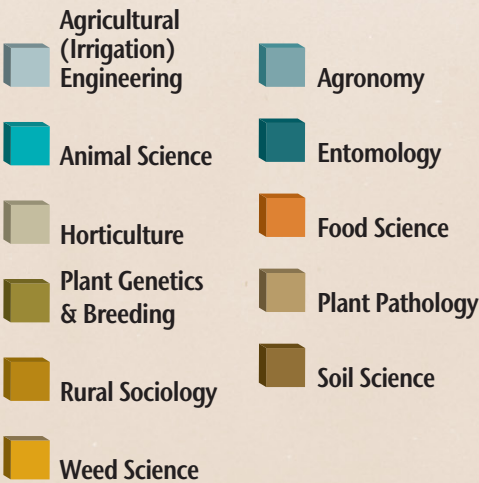 Agricultural
(Irrigation)
Engineering
Animal Science
Horticulture
Plant Genetics
& Breeding
Rural Sociology
Weed Science
Agronomy
Entomology
Food Science
Plant Pathology
Soil Science